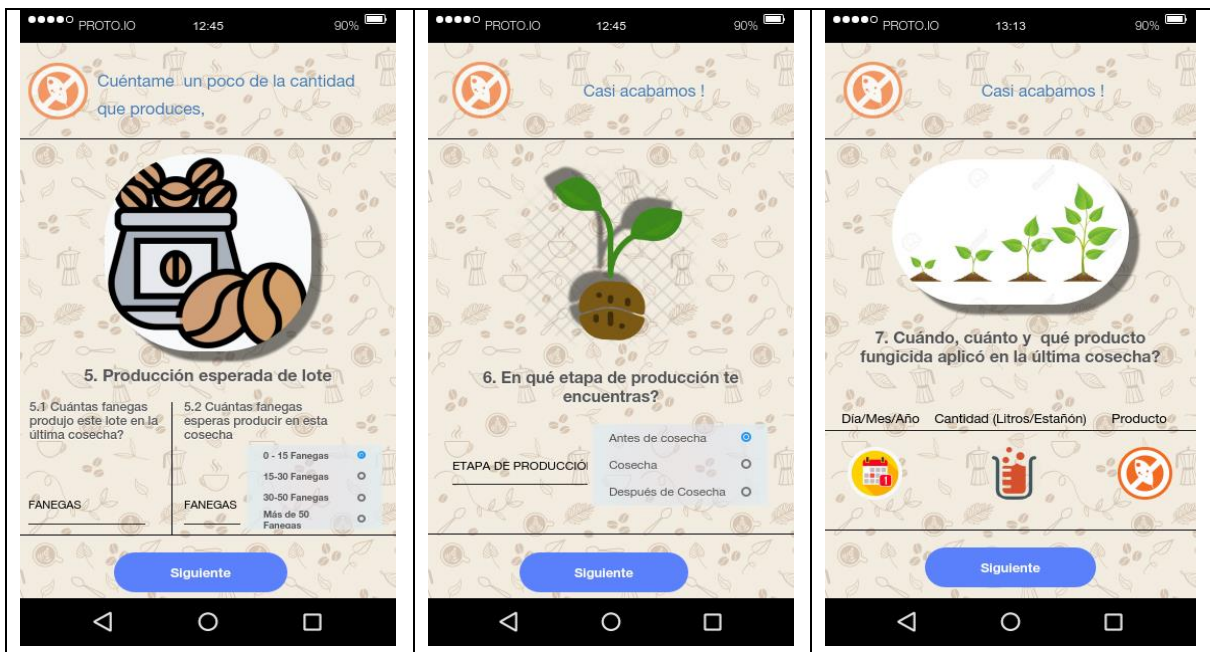 PROTO.IO 12:45 90%
Cuéntame un poco de la cantidad
que produces,
5. Producción esperada de lote
5.1 Cuántas fanegas
produjo este lote en la
última cosecha?
FANEGAS
5.2 Cuántas fanegas
esperas producir en esta
cosecha
FANEGAS
0 - 15 Fanegas
15-30 Fanegas
30-50 Fanegas
Más de 50
Fanegas
Siguiente
PROTO.IO 12:45 90%
Casi acabamos !
6. En qué etapa de producción te
encuentras?
ETAPA DE PRODUCCIÓ
Antes de cosecha
Cosecha
Después de Cosecha
Siguiente
PROTO.IO 13:13 90%
Casi acabamos !
7. Cuándo, cuánto y qué producto
fungicida aplicó en la última cosecha?
Día/Mes/Año Cantidad (Litros/Estañón) Producto
1
Siguiente